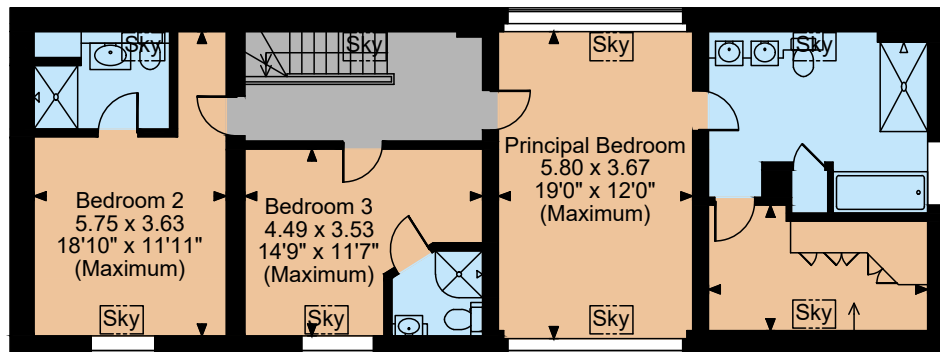 Sky
Sky
Sky
Sky
Bedroom 2
5.75 x 3.63
18'10" x 11'11"
(Maximum)
Bedroom 3
4.49 x 3.53
14'9" x 11'7"
(Maximum)
Principal Bedroom
5.80 x 3.67
19'0" x 12'0"
(Maximum)
Sky
Sky
Sky
Sky